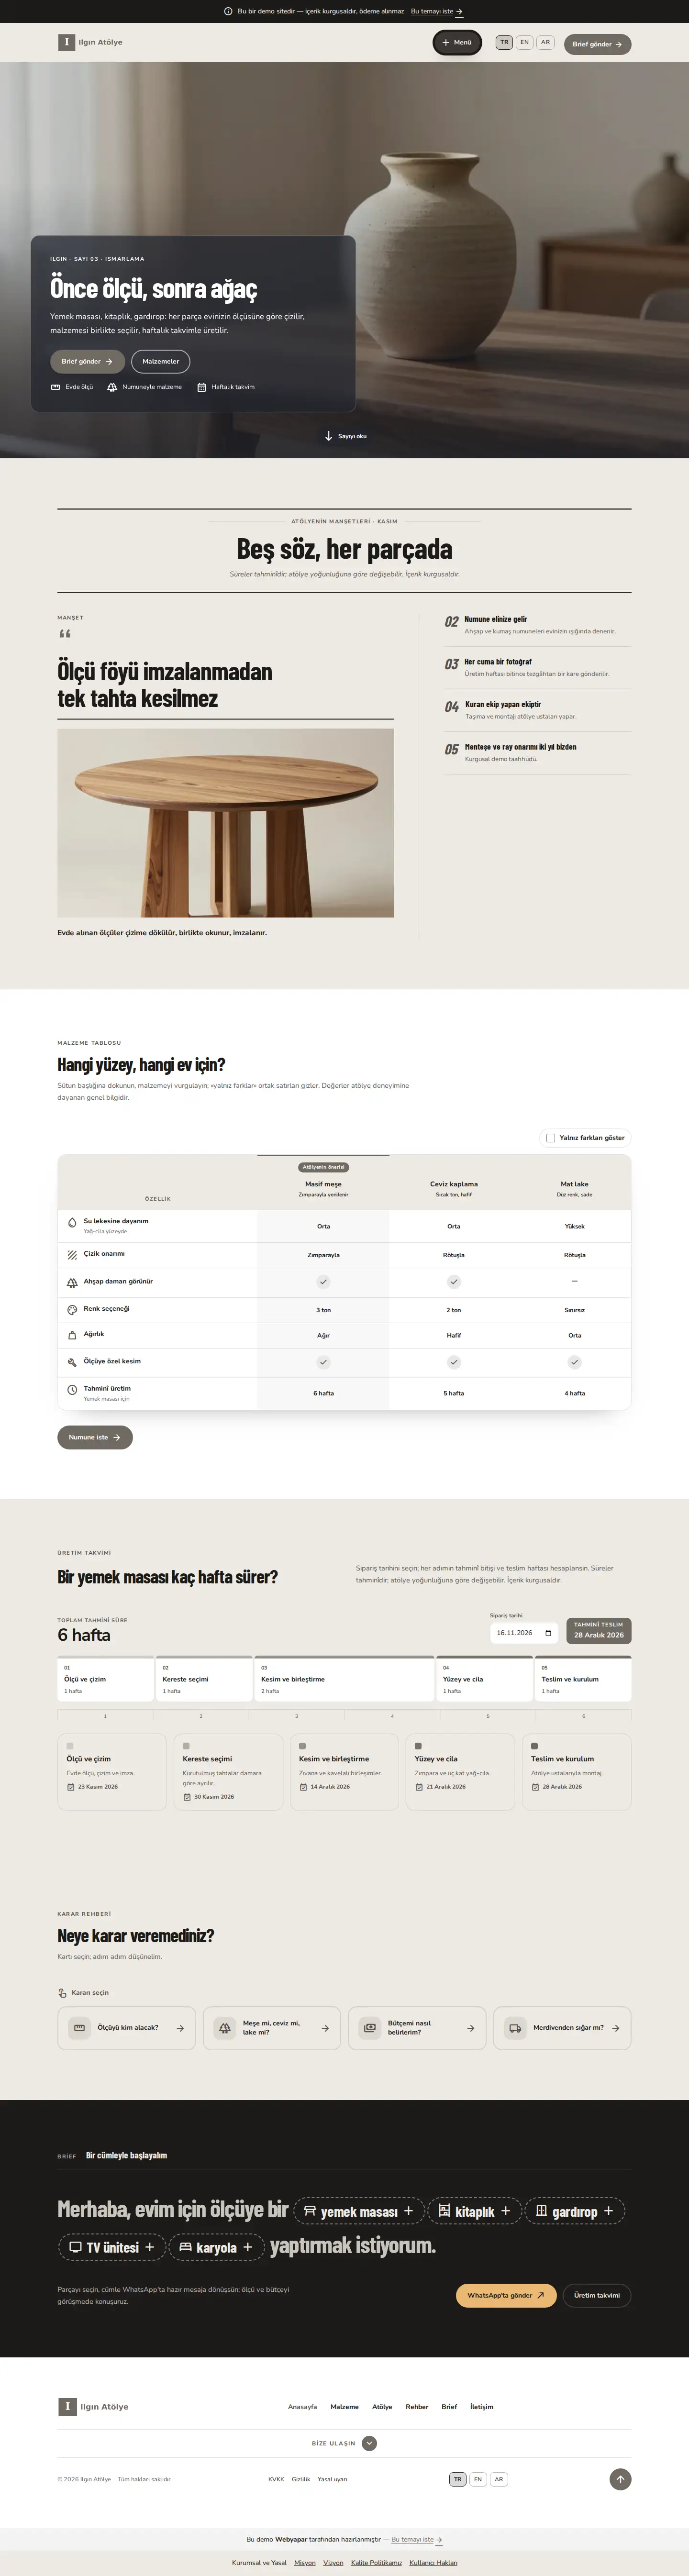 Bu bir demo sitedir — içerik kurgusaldır, ödeme alınmaz Bu temayı iste →
I Ilgın Atölye
+ Menü
TR EN AR
Brief gönder →
ILGIN · SAYI 03 · ISMARLAMA
Önce ölçü, sonra ağaç
Yemek masası, kitaplık, gardırop: her parça evinizin ölçüsüne göre çizilir,
malzemesi birlikte seçilir, haftalık takvimle üretilir.
Brief gönder →
Malzemeler
Evde ölçü
Numuneyle malzeme
Haftalık takvim
Sayıyı oku
ATÖLYENİN MANŞETLERİ · KASIM
Beş söz, her parçada
Süreler tahminîdir; atölye yoğunluğuna göre değişebilir. İçerik kurgusaldır.
MANŞET
“
Ölçü föyü imzalanmadan
tek tahta kesilmez
Evde alınan ölçüler çizime dökülür, birlikte okunur, imzalanır.
02 Numune elinize gelir
Ahşap ve kumaş numuneleri evinizin ışığında denenir.
03 Her cuma bir fotoğraf
Üretim haftası bitince tezgâhtan bir kare gönderilir.
04 Kuran ekip yapan ekiptir
Taşıma ve montajı atölye ustaları yapar.
05 Menteşe ve ray onarımı iki yıl bizden
Kurgusal demo taahhüdü.
MALZEME TABLOSU
Hangi yüzey, hangi ev için?
Sütun başlığına dokunun, malzemeyi vurgulayın; «yalnız farklar» ortak satırları gizler. Değerler atölye deneyimine
dayanan genel bilgidir.
Yalnız farkları göster
Atölyenin önerisi
ÖZELLİK
Masif meşe
Zımparayla yenilenir
Ceviz kaplama
Sıcak ton, hafif
Mat lake
Düz renk, sade
Su lekesine dayanım
Yağ-cila yüzeyde
Orta Orta Yüksek
Çizik onarımı Zımparayla Rötuşla Rötuşla
Ahşap damarı görünür ✓ ✓ —
Renk seçeneği 3 ton 2 ton Sınırsız
Ağırlık Ağır Hafif Orta
Ölçüye özel kesim ✓ ✓ ✓
Tahminî üretim
Yemek masası için
6 hafta 5 hafta 4 hafta
Numune iste →
ÜRETİM TAKVİMİ
Bir yemek masası kaç hafta sürer?
Sipariş tarihini seçin; her adımın tahminî bitişi ve teslim haftası hesaplansın. Süreler
tahminîdir; atölye yoğunluğuna göre değişebilir. İçerik kurgusaldır.
TOPLAM TAHMİNÎ SÜRE
6 hafta
Sipariş tarihi
16.11.2026
TAHMİNÎ TESLİM
28 Aralık 2026
01
Ölçü ve çizim
1 hafta
02
Kereste seçimi
1 hafta
03
Kesim ve birleştirme
2 hafta
04
Yüzey ve cila
1 hafta
05
Teslim ve kurulum
1 hafta
1 2 3 4 5 6
Ölçü ve çizim
Evde ölçü, çizim ve imza.
23 Kasım 2026
Kereste seçimi
Kurutulmuş tahtalar damara
göre ayrılır.
30 Kasım 2026
Kesim ve birleştirme
Zıvana ve kavelalı birleşimler.
14 Aralık 2026
Yüzey ve cila
Zımpara ve üç kat yağ-cila.
21 Aralık 2026
Teslim ve kurulum
Atölye ustalarıyla montaj.
28 Aralık 2026
KARAR REHBERİ
Neye karar veremediniz?
Kartı seçin; adım adım düşünelim.
Kararı seçin
Ölçüyü kim alacak? →
Meşe mi, ceviz mi,
lake mi? →
Bütçemi nasıl
belirlerim? →
Merdivenden sığar mı? →
BRİEF Bir cümleyle başlayalım
Merhaba, evim için ölçüye bir yemek masası + kitaplık + gardırop +
TV ünitesi + karyola + yaptırmak istiyorum.
Parçayı seçin, cümle WhatsApp'ta hazır mesaja dönüşsün; ölçü ve bütçeyi
görüşmede konuşuruz.
WhatsApp'ta gönder
Üretim takvimi
I Ilgın Atölye
Anasayfa Malzeme Atölye Rehber Brief İletişim
BİZE ULAŞIN
© 2026 Ilgın Atölye Tüm hakları saklıdır
KVKK Gizlilik Yasal uyarı
TR EN AR
Bu demo Webyapar tarafından hazırlanmıştır — Bu temayı iste →
Kurumsal ve Yasal Misyon Vizyon Kalite Politikamız Kullanıcı Hakları